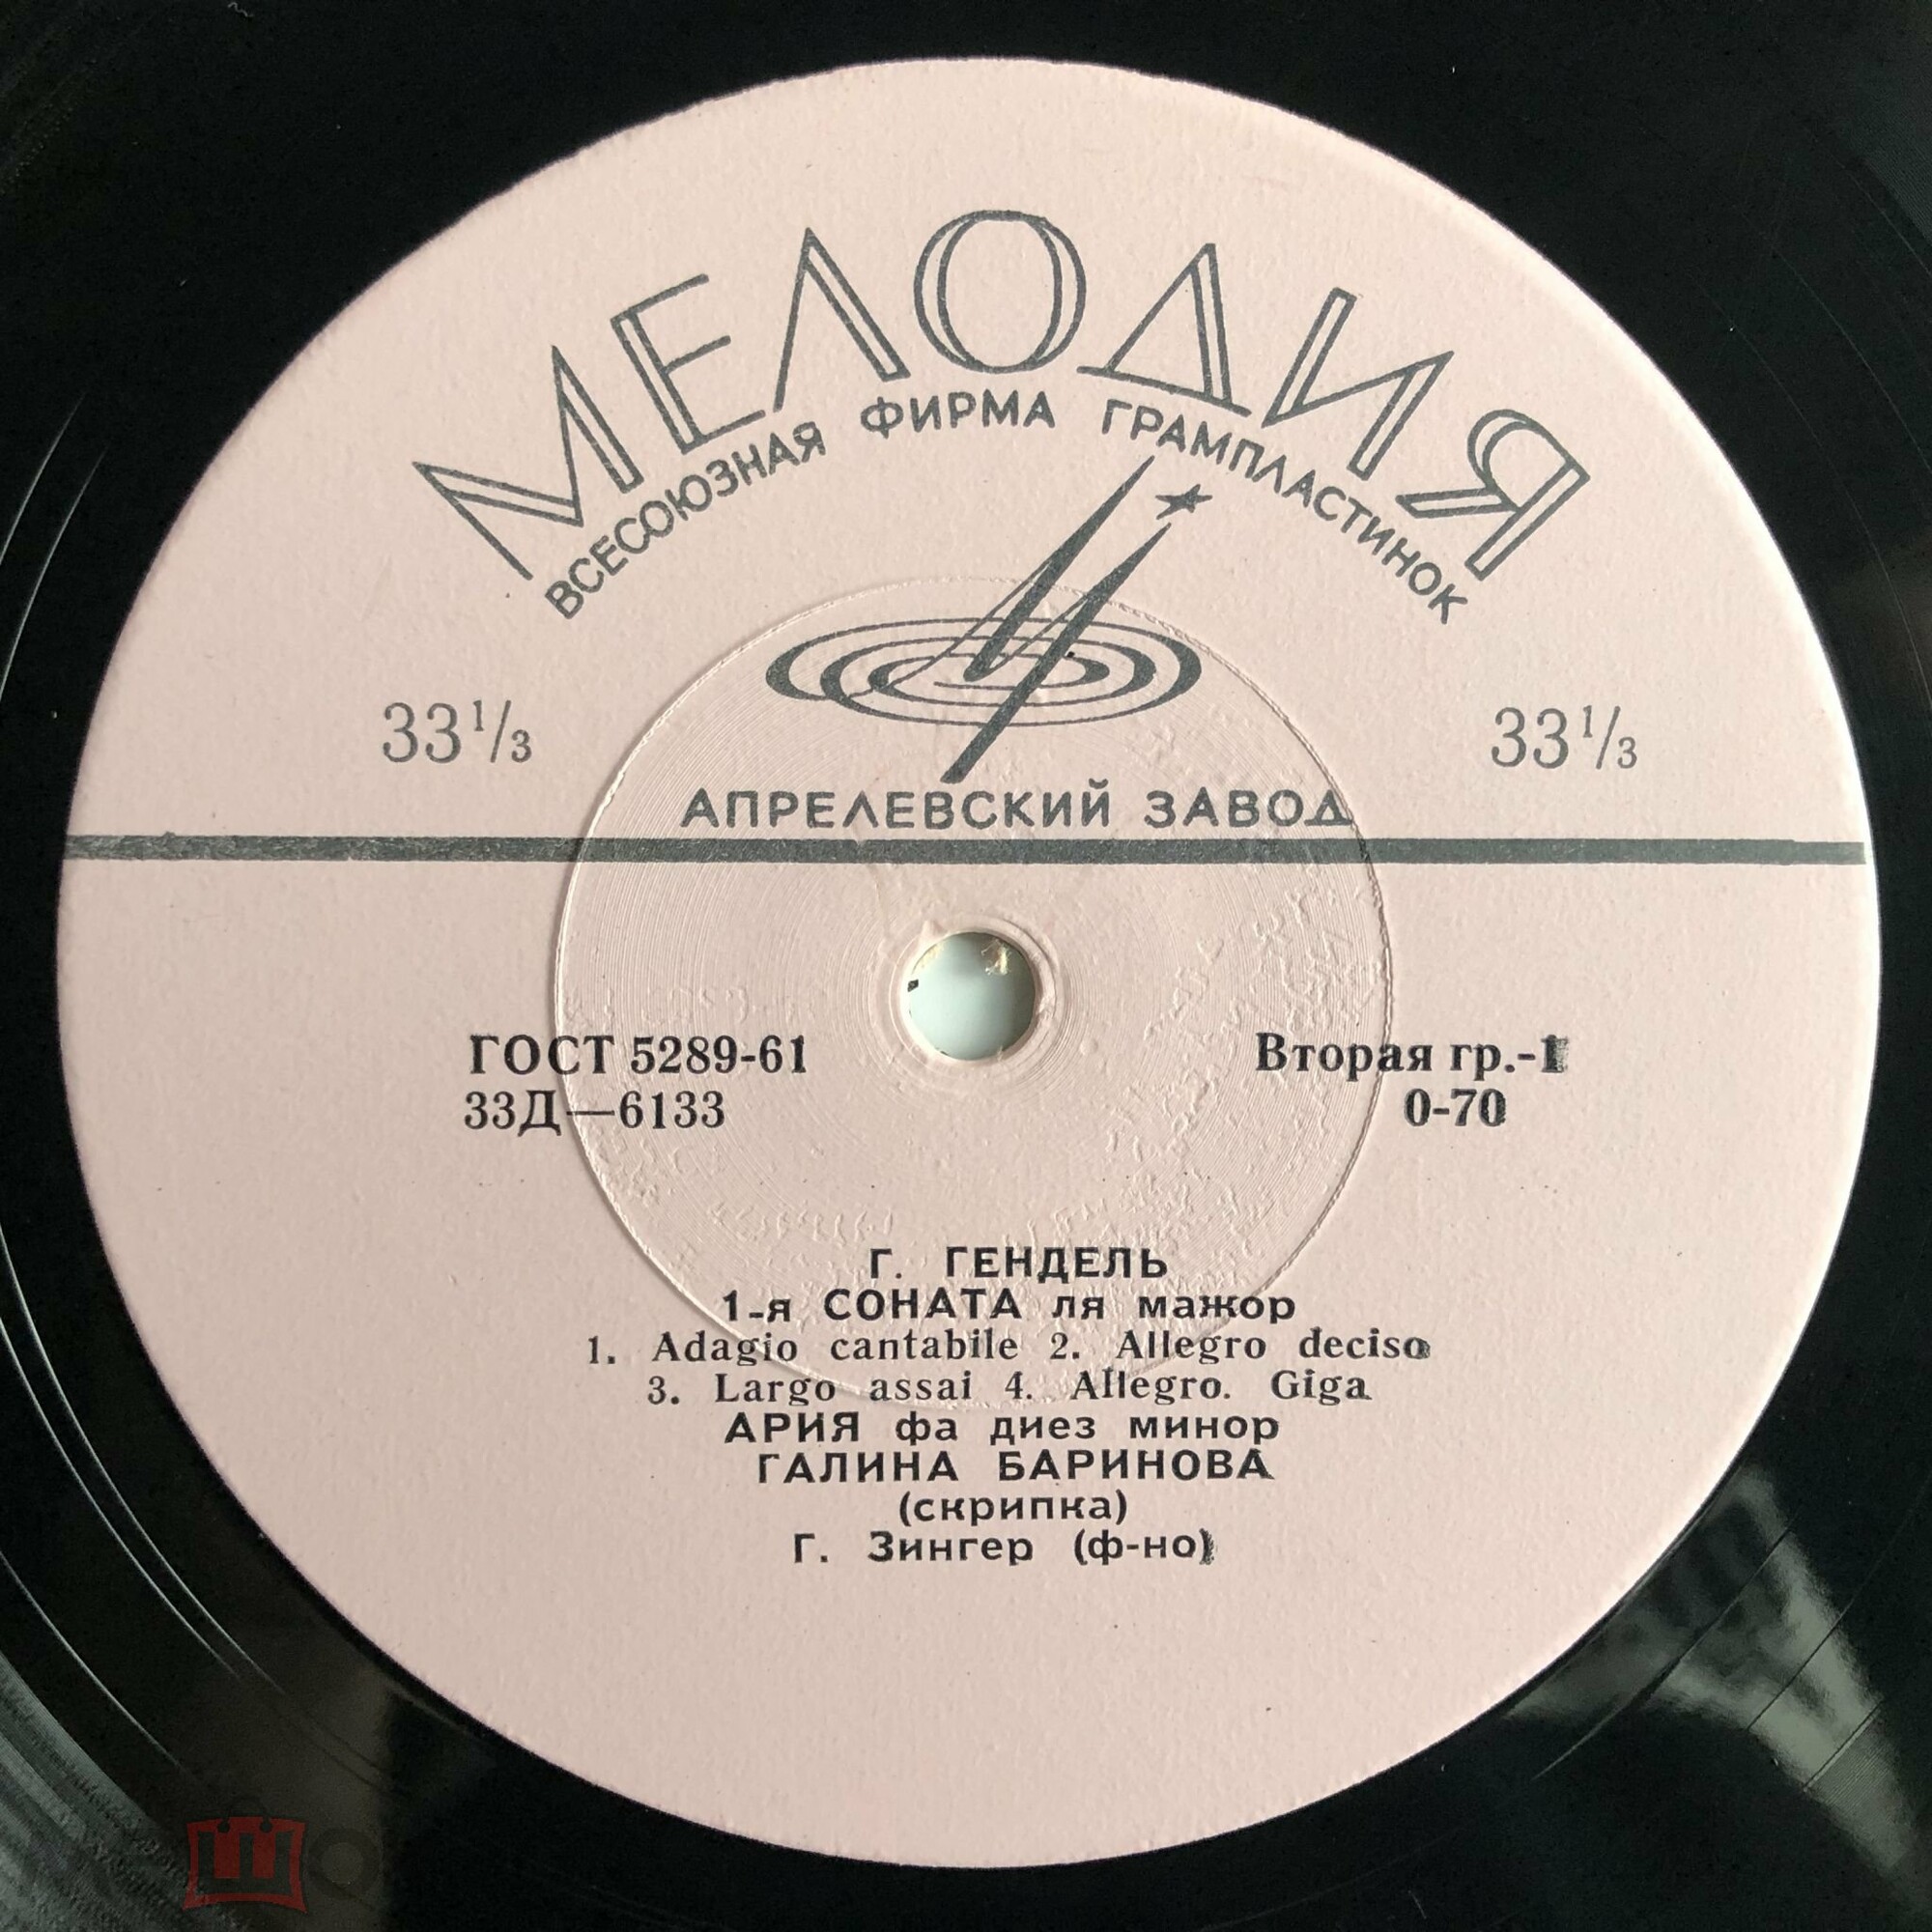 МЕЛОДИЯ
ВСЕСОЮЗНАЯ ФИРМА ГРАМПЛАСТИНОК
33⅓ 33⅓
АПРЕЛЕВСКИЙ ЗАВОД
ГОСТ 5289-61 Вторая гр.-1
33Д—6133 0-70
Г. ГЕНДЕЛЬ
1-я СОНАТА ля мажор
1. Adagio cantabile 2. Allegro deciso
3. Largo assai 4. Allegro. Giga
АРИЯ фа диез минор
ГАЛИНА БАРИНОВА
(скрипка)
Г. Зингер (ф-но)